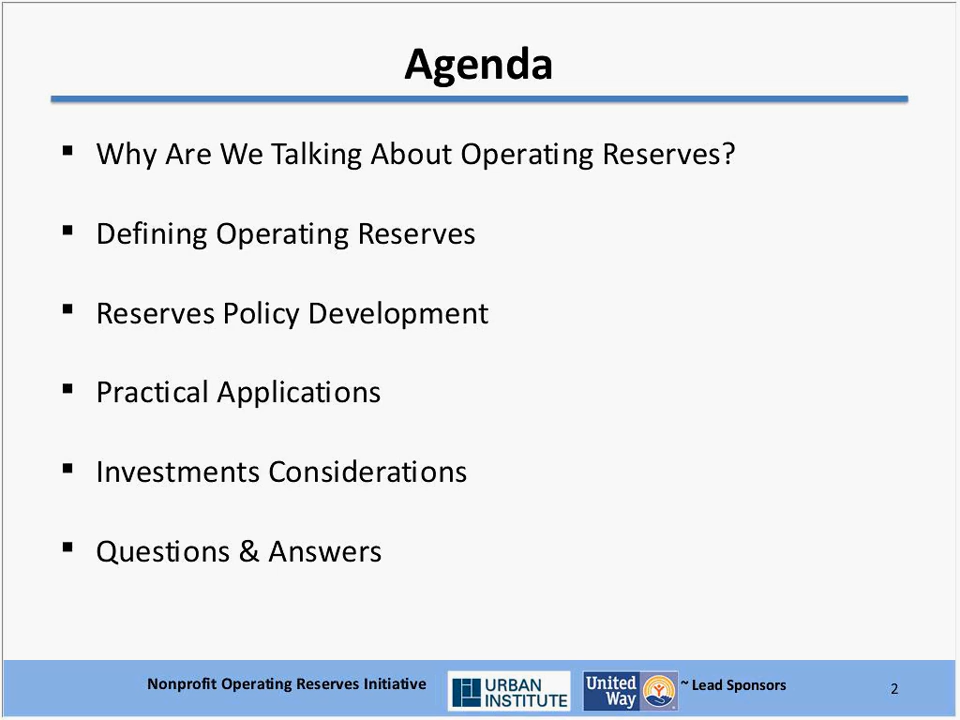 Agenda
▪ Why Are We Talking About Operating Reserves?
▪ Defining Operating Reserves
▪ Reserves Policy Development
▪ Practical Applications
▪ Investments Considerations
▪ Questions & Answers
Nonprofit Operating Reserves Initiative
URBAN
INSTITUTE
United
Way
~ Lead Sponsors
2